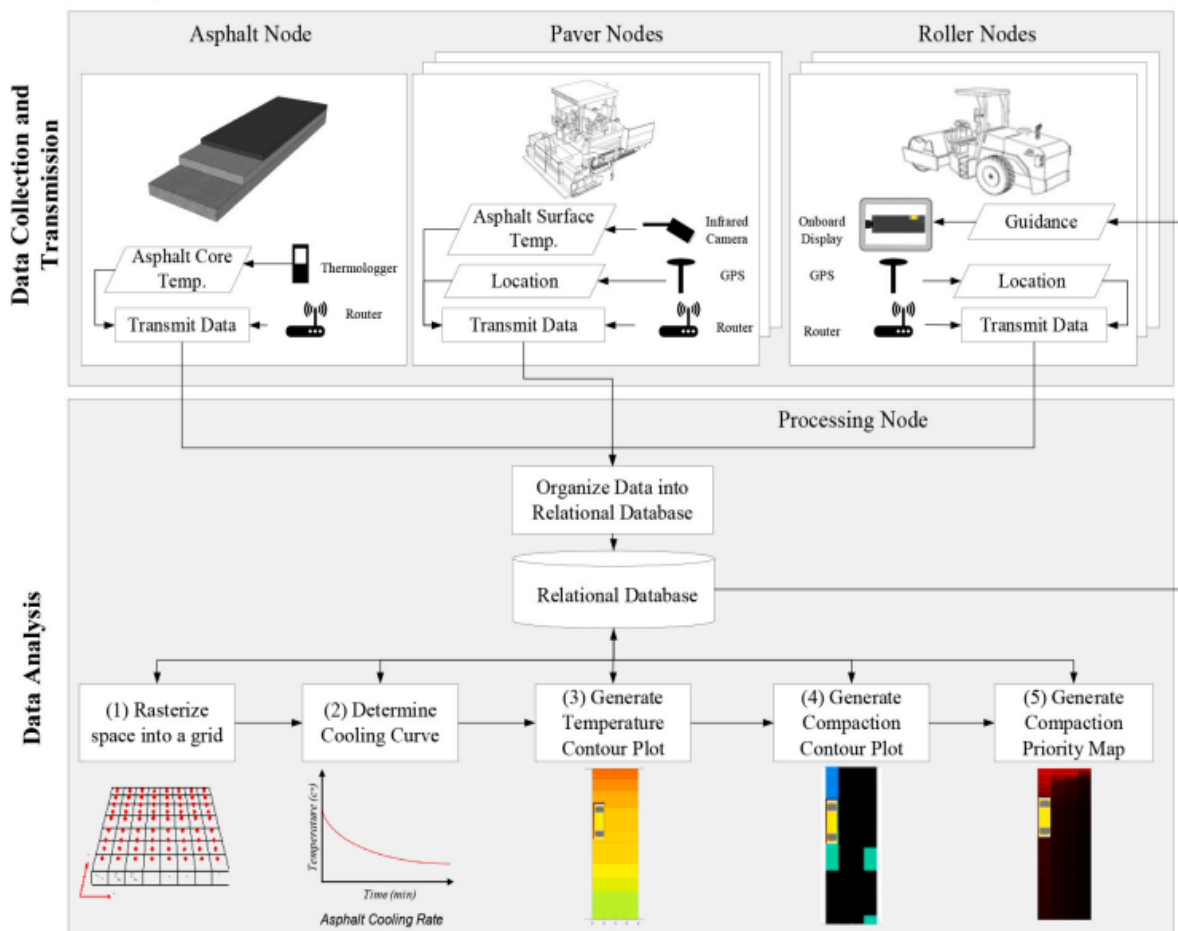 Data Collection and
Transmission
Asphalt Node
Paver Nodes
Roller Nodes
Asphalt Core
Temp.
Thermologger
Router
Transmit Data
Asphalt Surface
Temp.
Infrared
Camera
Location
GPS
Transmit Data
Router
Onboard
Display
Guidance
GPS
Location
Router
Transmit Data
Data Analysis
Processing Node
Organize Data into
Relational Database
Relational Database
(1) Rasterize
space into a grid
(2) Determine
Cooling Curve
(3) Generate
Temperature
Contour Plot
(4) Generate
Compaction
Contour Plot
(5) Generate
Compaction
Priority Map
Temperature (c°)
Time (min)
Asphalt Cooling Rate